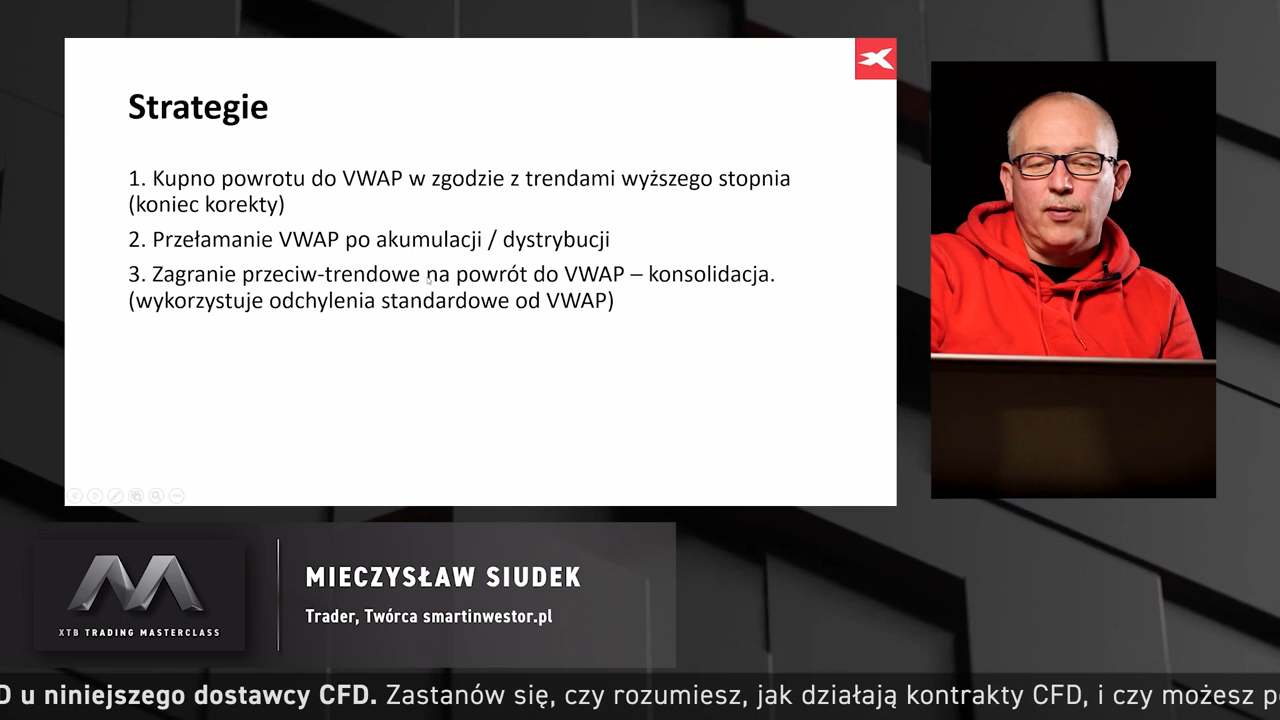 Strategie
1. Kupno powrotu do VWAP w zgodzie z trendami wyższego stopnia
(koniec korekty)
2. Przełamanie VWAP po akumulacji / dystrybucji
3. Zagranie przeciw-trendowe na powrót do VWAP – konsolidacja.
(wykorzystuje odchylenia standardowe od VWAP)
XTB TRADING MASTERCLASS
MIECZYSŁAW SIUDEK
Trader, Twórca smartinwestor.pl
D u niniejszego dostawcy CFD. Zastanów się, czy rozumiesz, jak działają kontrakty CFD, i czy możesz p